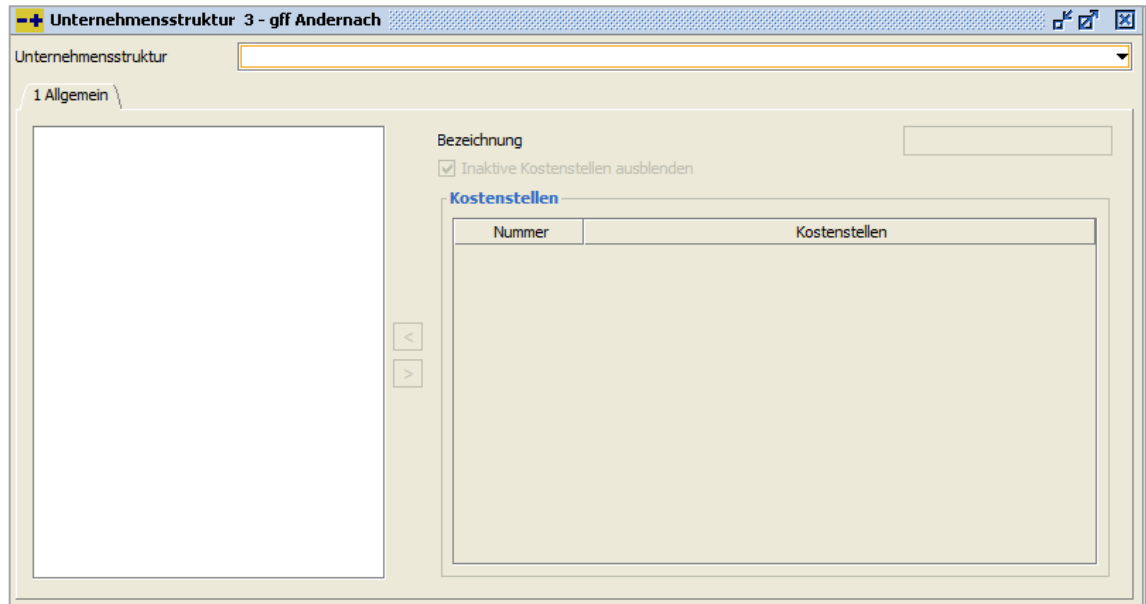 Unternehmensstruktur 3 - gff Andernach
Unternehmensstruktur
1 Allgemein
Bezeichnung
Inaktive Kostenstellen ausblenden
Kostenstellen
Nummer Kostenstellen
<
>